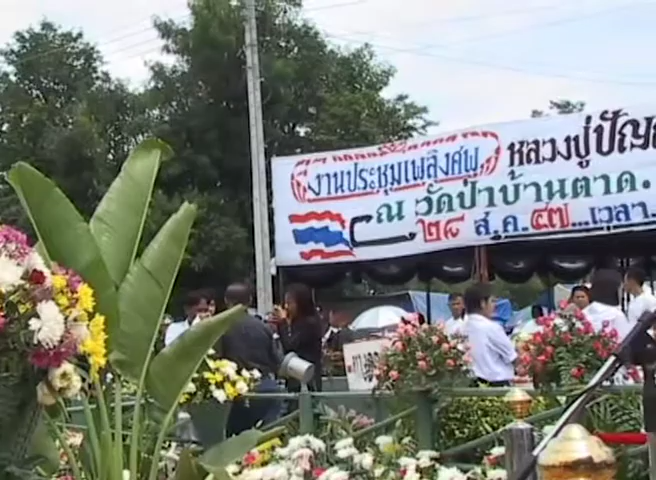 งานประชุมเพลิงศพ หลวงปู่ปัญ
ณ วัดป่าบ้านตาด.
๒๘ ส.ค. ๕๗...เวลา.